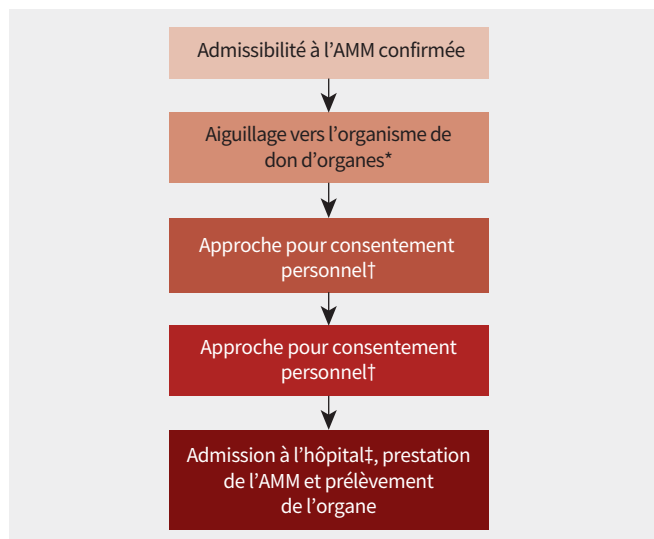 Admissibilité à l’AMM confirmée
Aiguillage vers l’organisme de
don d’organes*
Approche pour consentement
personnel†
Approche pour consentement
personnel†
Admission à l’hôpital‡, prestation
de l’AMM et prélèvement
de l’organe